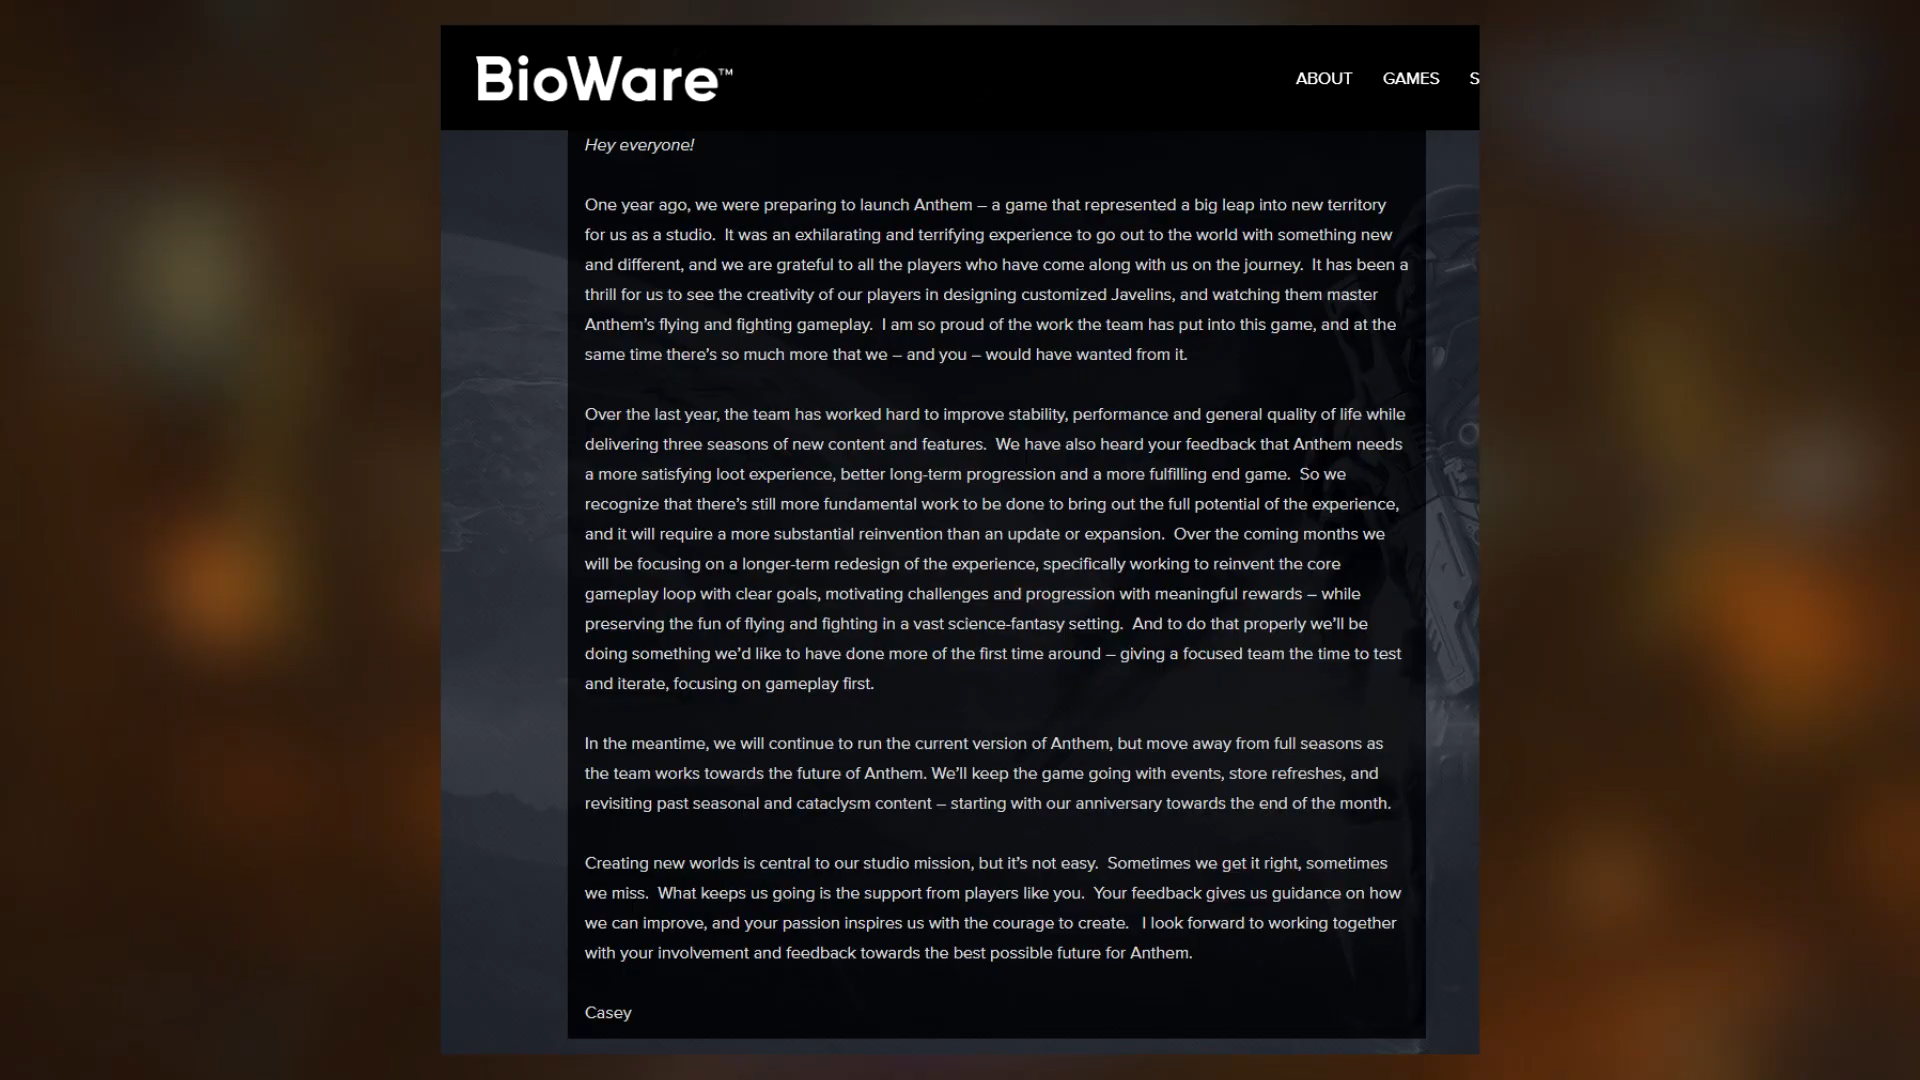 BioWare™
ABOUT GAMES S
Hey everyone!
One year ago, we were preparing to launch Anthem – a game that represented a big leap into new territory
for us as a studio. It was an exhilarating and terrifying experience to go out to the world with something new
and different, and we are grateful to all the players who have come along with us on the journey. It has been a
thrill for us to see the creativity of our players in designing customized Javelins, and watching them master
Anthem’s flying and fighting gameplay. I am so proud of the work the team has put into this game, and at the
same time there’s so much more that we – and you – would have wanted from it.
Over the last year, the team has worked hard to improve stability, performance and general quality of life while
delivering three seasons of new content and features. We have also heard your feedback that Anthem needs
a more satisfying loot experience, better long-term progression and a more fulfilling end game. So we
recognize that there’s still more fundamental work to be done to bring out the full potential of the experience,
and it will require a more substantial reinvention than an update or expansion. Over the coming months we
will be focusing on a longer-term redesign of the experience, specifically working to reinvent the core
gameplay loop with clear goals, motivating challenges and progression with meaningful rewards – while
preserving the fun of flying and fighting in a vast science-fantasy setting. And to do that properly we’ll be
doing something we’d like to have done more of the first time around – giving a focused team the time to test
and iterate, focusing on gameplay first.
In the meantime, we will continue to run the current version of Anthem, but move away from full seasons as
the team works towards the future of Anthem. We’ll keep the game going with events, store refreshes, and
revisiting past seasonal and cataclysm content – starting with our anniversary towards the end of the month.
Creating new worlds is central to our studio mission, but it’s not easy. Sometimes we get it right, sometimes
we miss. What keeps us going is the support from players like you. Your feedback gives us guidance on how
we can improve, and your passion inspires us with the courage to create. I look forward to working together
with your involvement and feedback towards the best possible future for Anthem.
Casey